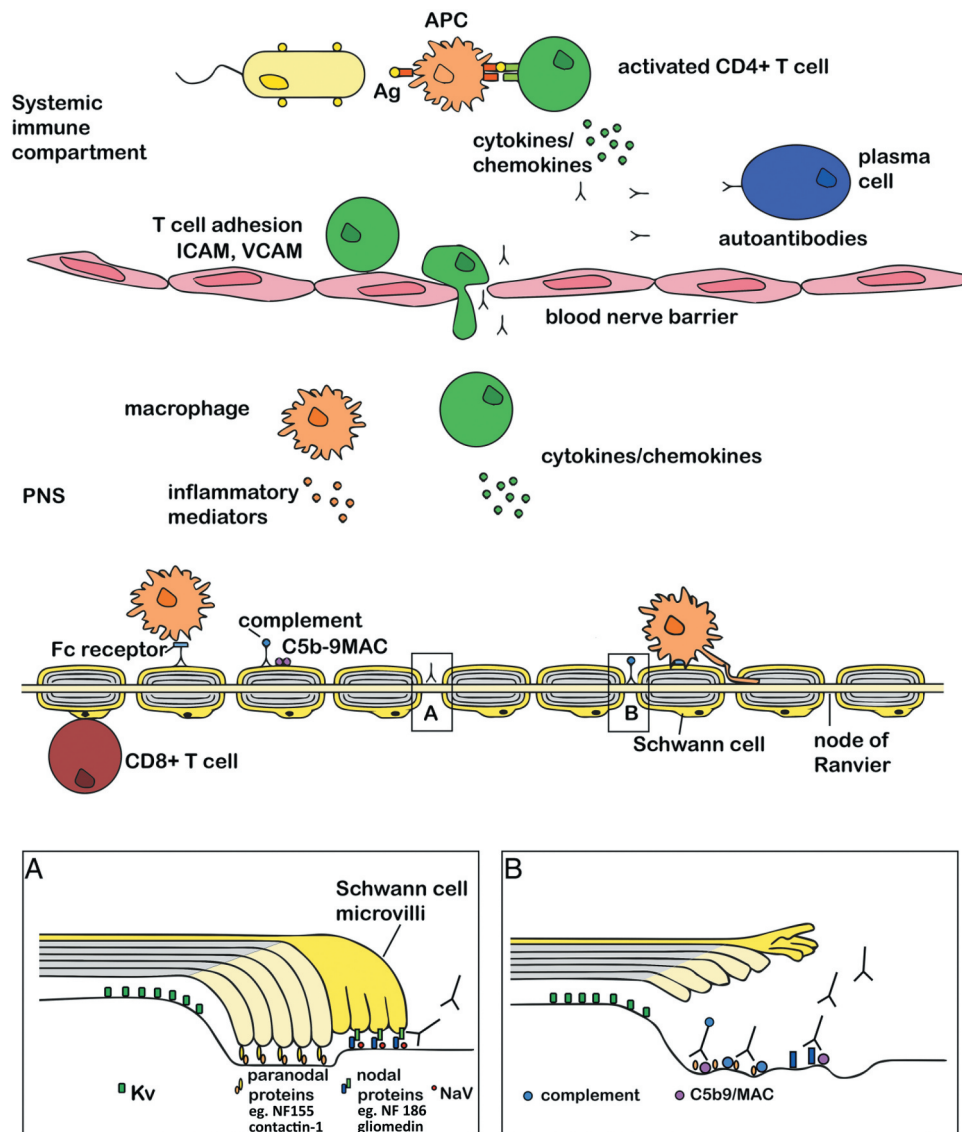 APC
Ag
activated CD4+ T cell
Systemic
immune
compartment
cytokines/
chemokines
plasma
cell
T cell adhesion
ICAM, VCAM
autoantibodies
blood nerve barrier
macrophage
cytokines/chemokines
PNS
inflammatory
mediators
complement
Fc receptor
C5b-9MAC
A
B
CD8+ T cell
Schwann cell
node of
Ranvier
A
Schwann cell
microvilli
Kv
paranodal
proteins
eg. NF155
contactin-1
nodal
proteins
eg. NF 186
gliomedin
NaV
B
complement
C5b9/MAC